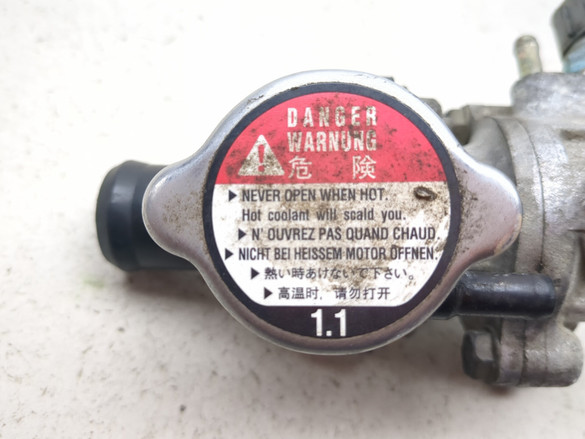 DANGER
WARNUNG
危 険
▶ NEVER OPEN WHEN HOT.
Hot coolant will scald you.
▶ N' OUVREZ PAS QUAND CHAUD.
▶ NICHT BEI HEISSEM MOTOR ÖFFNEN.
▶ 熱い時あけないで下さい。
▶ 高温时, 请勿打开
1.1